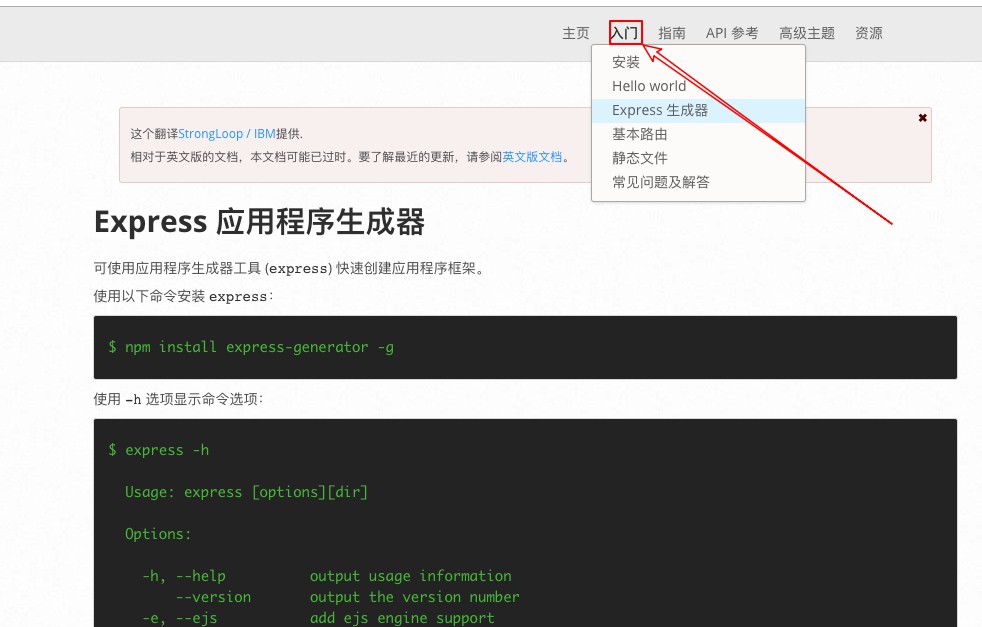 主页 入门 指南 API 参考 高级主题 资源
安装
Hello world
Express 生成器
基本路由
静态文件
常见问题及解答
✖
这个翻译StrongLoop / IBM提供.
相对于英文版的文档，本文档可能已过时。要了解最近的更新，请参阅英文版文档。
Express 应用程序生成器
可使用应用程序生成器工具 (express) 快速创建应用程序框架。
使用以下命令安装 express：
$ npm install express-generator -g
使用 -h 选项显示命令选项：
$ express -h
Usage: express [options][dir]
Options:
-h, --help output usage information
--version output the version number
-e, --ejs add ejs engine support